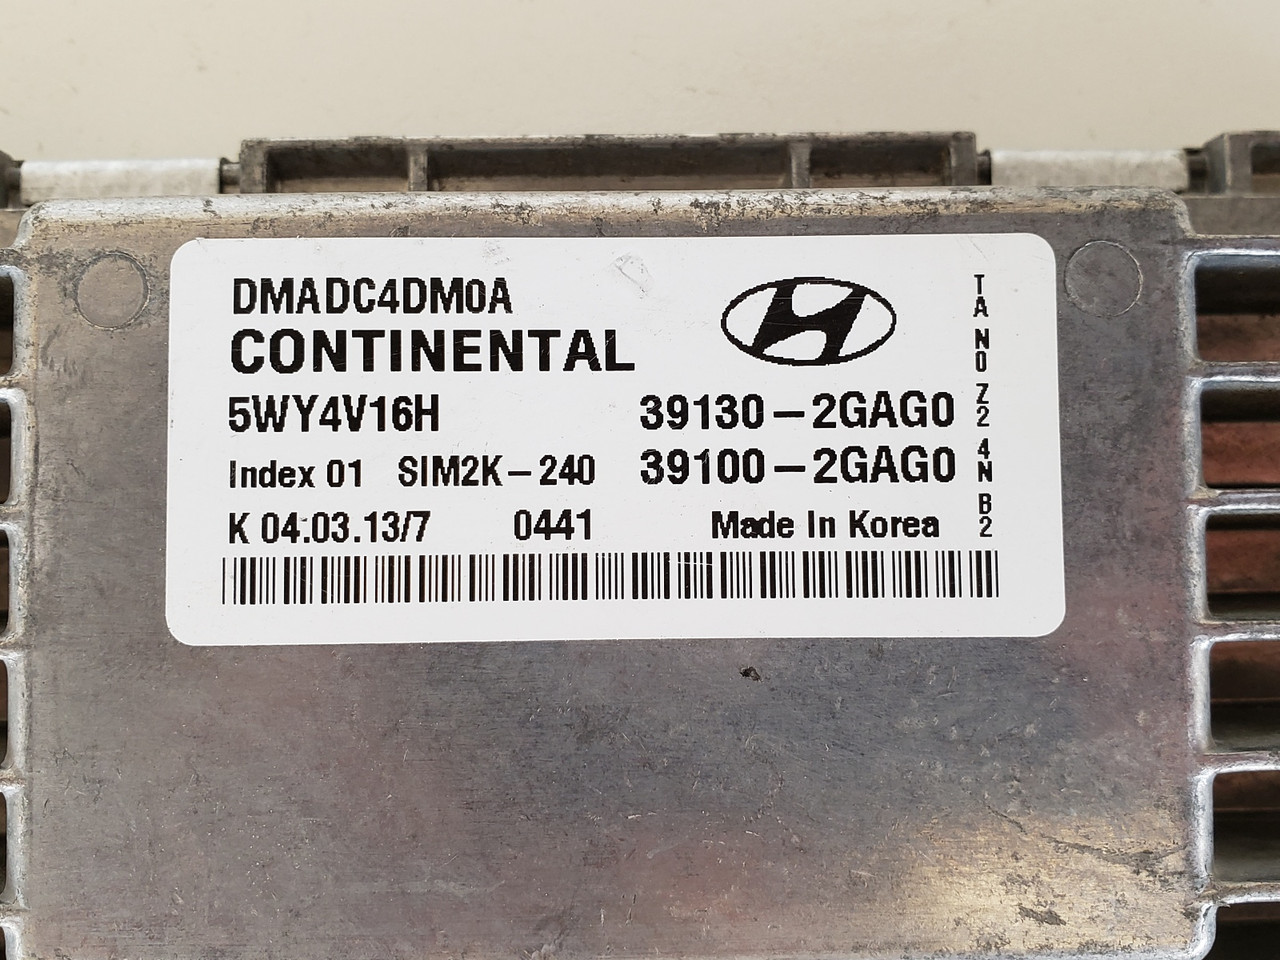 DMADC4DM0A
CONTINENTAL
5WY4V16H 39130-2GAG0
Index 01 SIM2K-240 39100-2GAG0
K 04.03.13/7 0441 Made In Korea
TA N0 Z2 4N B2